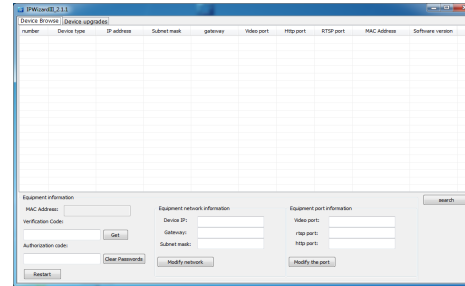 IPWizardIII_2.1.1
Device Browse Device upgrades
number Device type IP address Subnet mask gateway Video port Http port RTSP port MAC Address Software version
search
Equipment information
MAC Address:
Verification Code:
Get
Authorization code:
Clear Passwords
Restart
Equipment network information
Device IP:
Gateway:
Subnet mask:
Modify network
Equipment port information
Video port:
rtsp port:
http port:
Modify the port